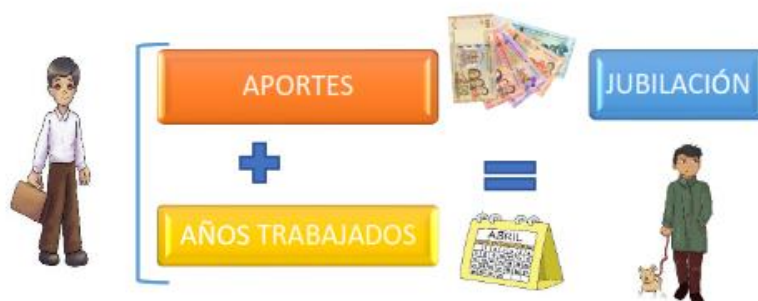 APORTES
JUBILACIÓN
+
=
AÑOS TRABAJADOS
ABRIL